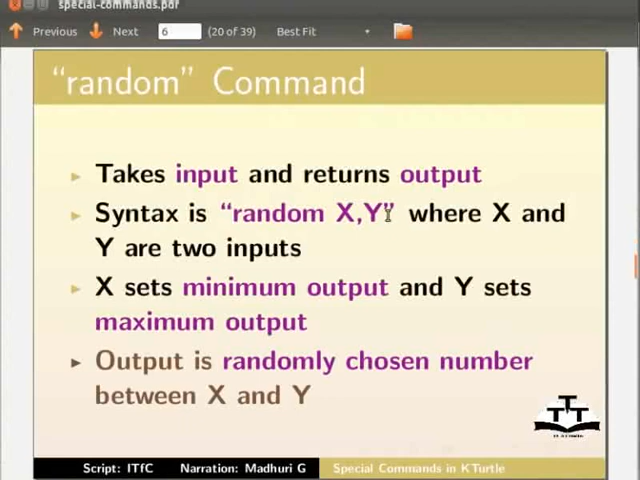 special-commands.pdf
Previous Next 6 (20 of 39) Best Fit
“random” Command
Takes input and returns output
Syntax is “random X,Y” where X and
Y are two inputs
X sets minimum output and Y sets
maximum output
Output is randomly chosen number
between X and Y
TTT
Script: ITfC Narration: Madhuri G Special Commands in KTurtle